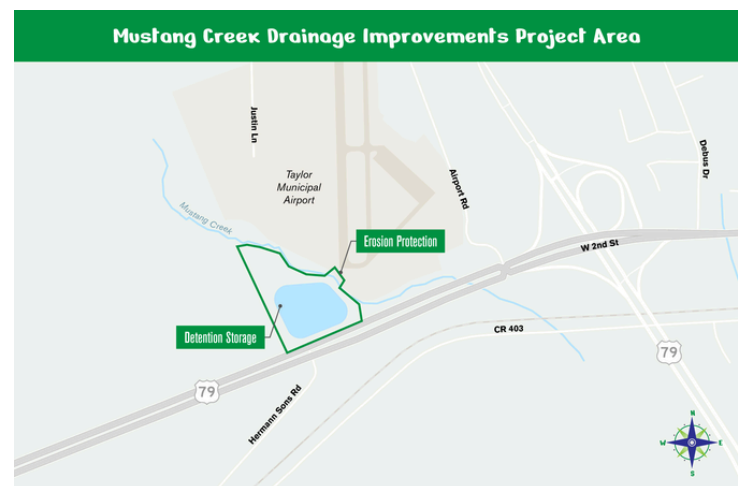 Mustang Creek Drainage Improvements Project Area
Justin Ln
Debus Dr
Taylor
Municipal
Airport
Airport Rd
Mustang Creek
Erosion Protection
W 2nd St
Detention Storage
CR 403
79
79
Hermann Sons Rd
N
W
E
S